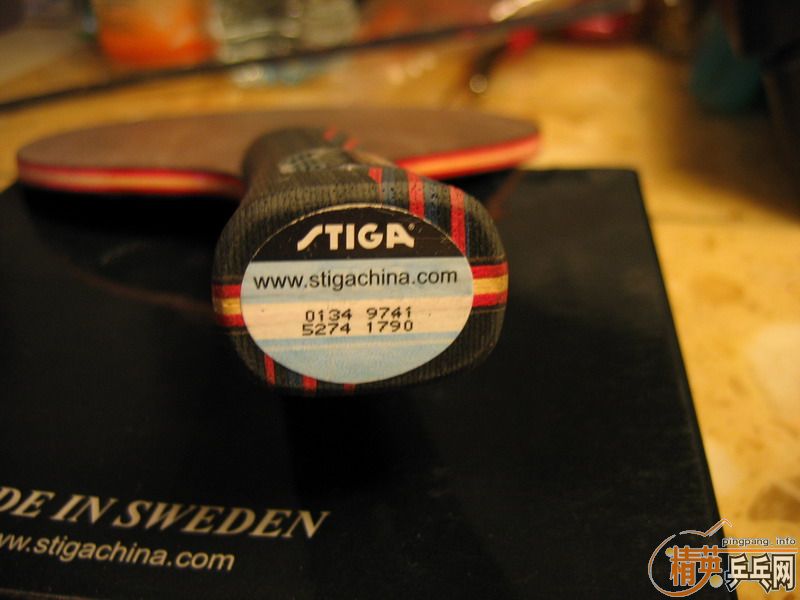 STIGA
www.stigachina.com
0134 9741
5274 1790
DE IN SWEDEN
ww.stigachina.com
pingpang.info
精英乒乓网